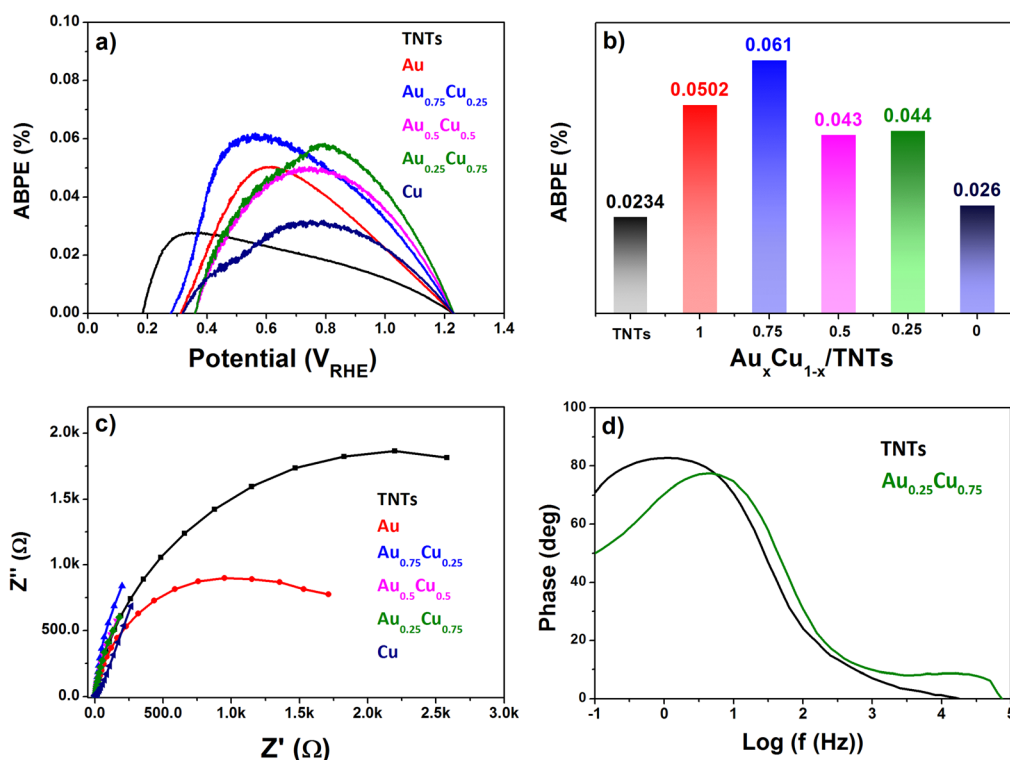 a)
0.10
0.08
0.06
0.04
0.02
0.00
ABPE (%)
0.0 0.2 0.4 0.6 0.8 1.0 1.2 1.4
Potential (V_RHE)
TNTs
Au
Au0.75Cu0.25
Au0.5Cu0.5
Au0.25Cu0.75
Cu
b)
ABPE (%)
0.0234
0.0502
0.061
0.043
0.044
0.026
TNTs 1 0.75 0.5 0.25 0
AuxCu1-x/TNTs
c)
2.0k
1.5k
1.0k
500.0
0.0
Z'' (Ω)
0.0 500.0 1.0k 1.5k 2.0k 2.5k 3.0k
Z' (Ω)
TNTs
Au
Au0.75Cu0.25
Au0.5Cu0.5
Au0.25Cu0.75
Cu
d)
100
80
60
40
20
0
Phase (deg)
-1 0 1 2 3 4 5
Log (f (Hz))
TNTs
Au0.25Cu0.75